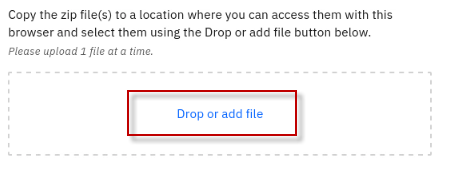 Copy the zip file(s) to a location where you can access them with this
browser and select them using the Drop or add file button below.
Please upload 1 file at a time.
Drop or add file